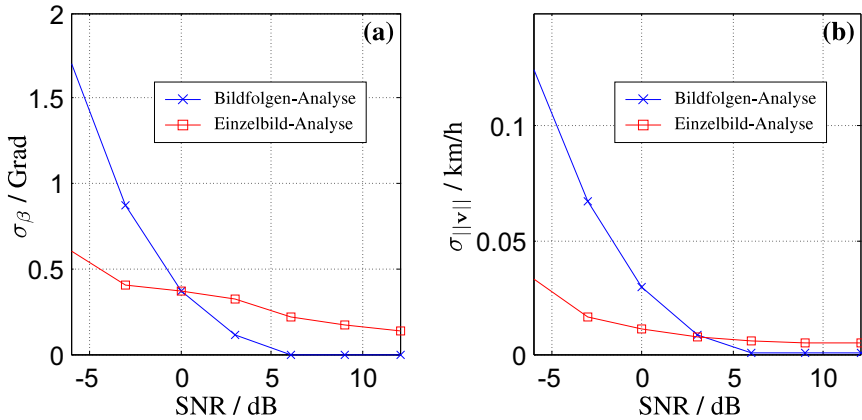 (a)
2
1.5
1
0.5
0
-5
0
5
10
σβ / Grad
SNR / dB
Bildfolgen-Analyse
Einzelbild-Analyse
(b)
0.1
0.05
0
-5
0
5
10
σ||v|| / km/h
SNR / dB
Bildfolgen-Analyse
Einzelbild-Analyse